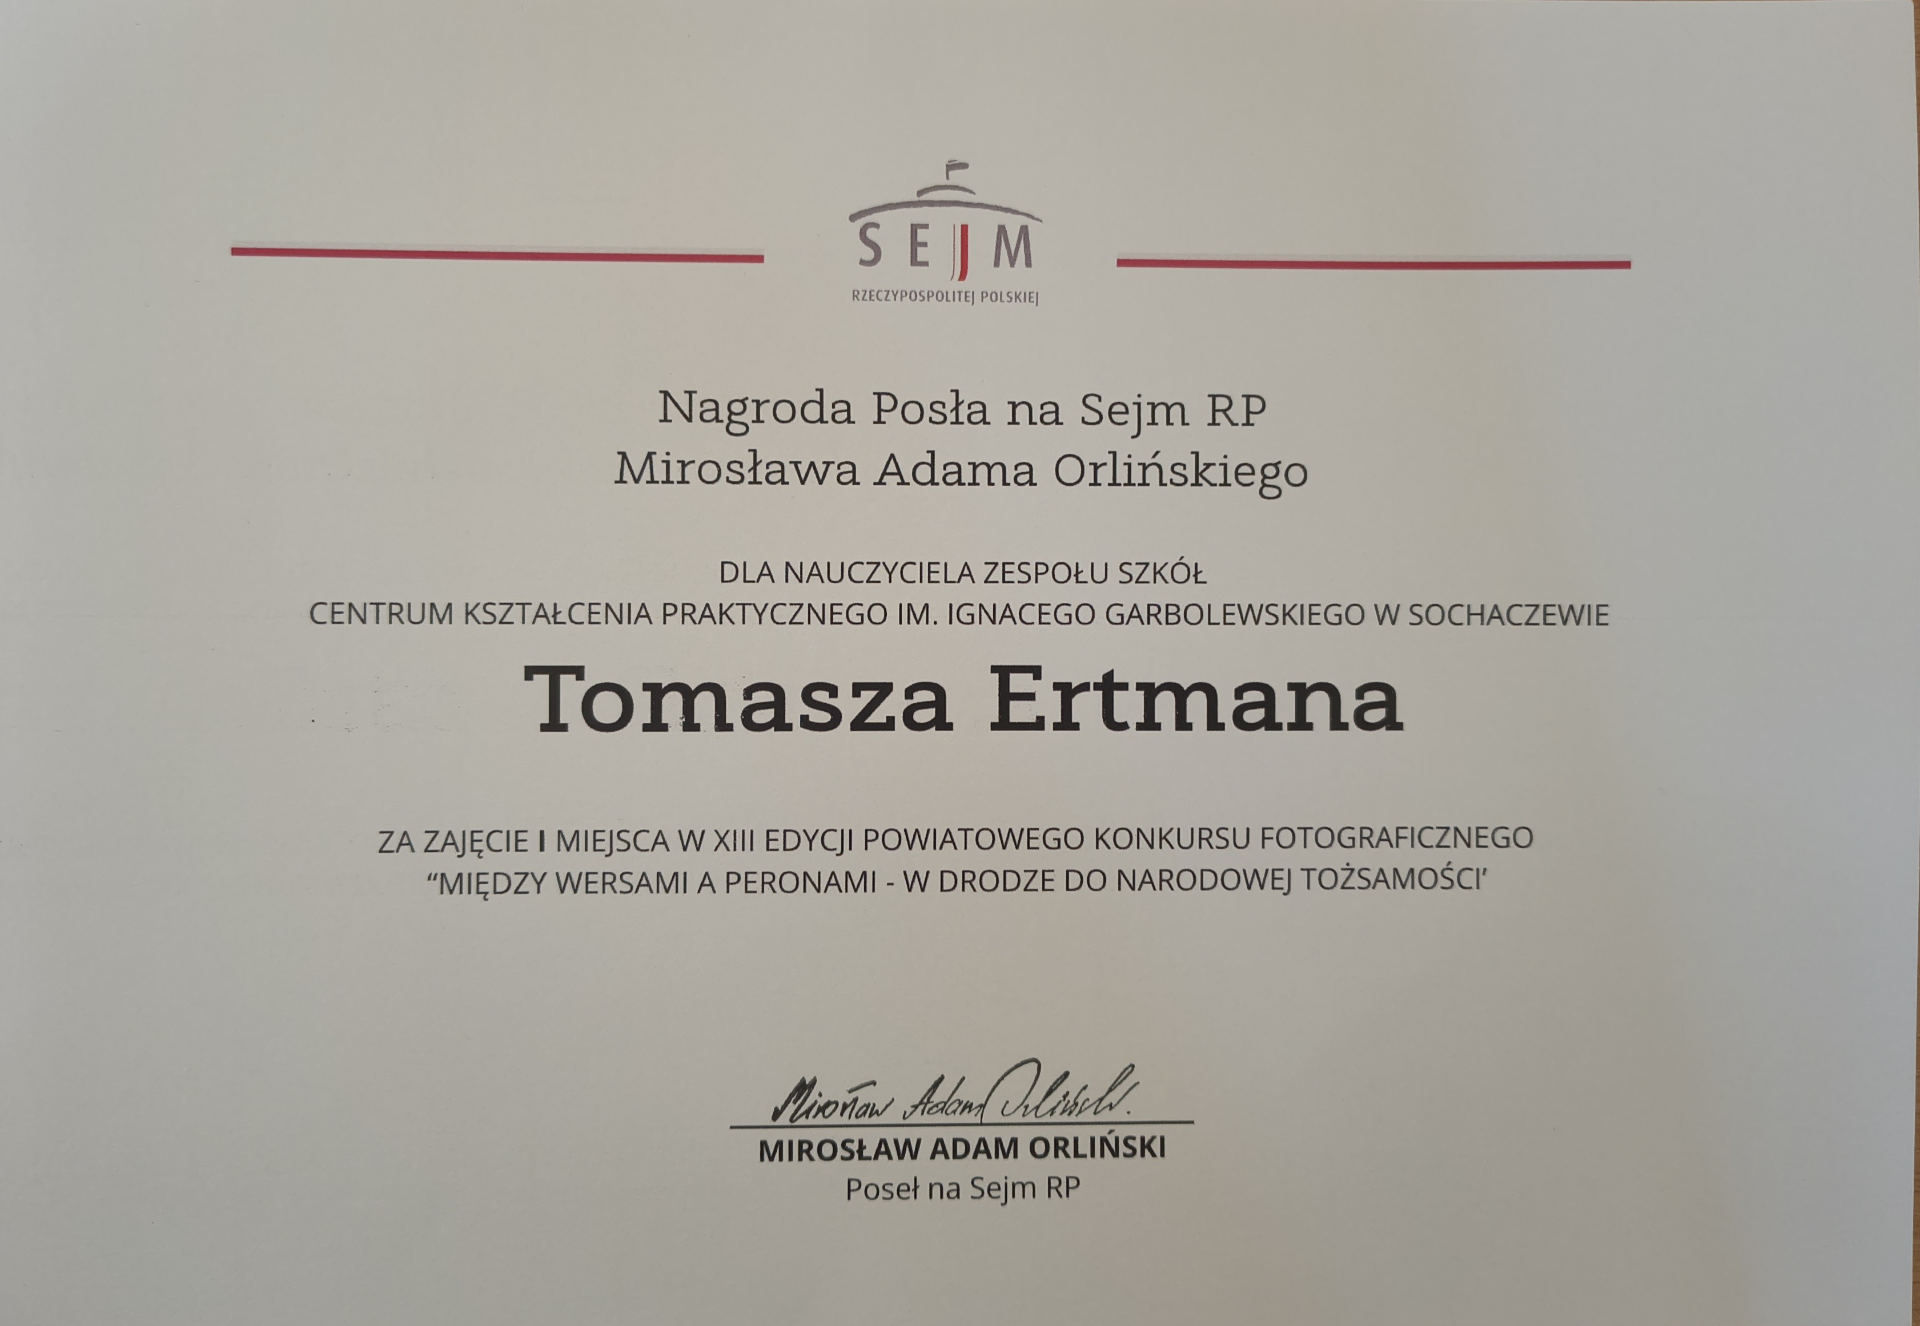 SEJM
RZECZYPOSPOLITEJ POLSKIEJ
Nagroda Posła na Sejm RP
Mirosława Adama Orlińskiego
DLA NAUCZYCIELA ZESPOŁU SZKÓŁ
CENTRUM KSZTAŁCENIA PRAKTYCZNEGO IM. IGNACEGO GARBOLEWSKIEGO W SOCHACZEWIE
Tomasza Ertmana
ZA ZAJĘCIE I MIEJSCA W XIII EDYCJI POWIATOWEGO KONKURSU FOTOGRAFICZNEGO
“MIĘDZY WERSAMI A PERONAMI - W DRODZE DO NARODOWEJ TOŻSAMOŚCI’
Mirosław Adam Orliński
MIROSŁAW ADAM ORLIŃSKI
Poseł na Sejm RP